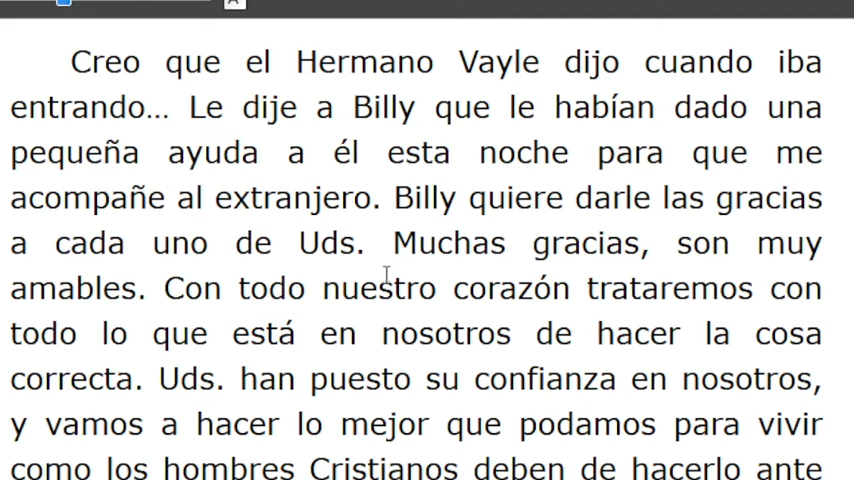 Creo que el Hermano Vayle dijo cuando iba
entrando... Le dije a Billy que le habían dado una
pequeña ayuda a él esta noche para que me
acompañe al extranjero. Billy quiere darle las gracias
a cada uno de Uds. Muchas gracias, son muy
amables. Con todo nuestro corazón trataremos con
todo lo que está en nosotros de hacer la cosa
correcta. Uds. han puesto su confianza en nosotros,
y vamos a hacer lo mejor que podamos para vivir
como los hombres Cristianos deben de hacerlo ante